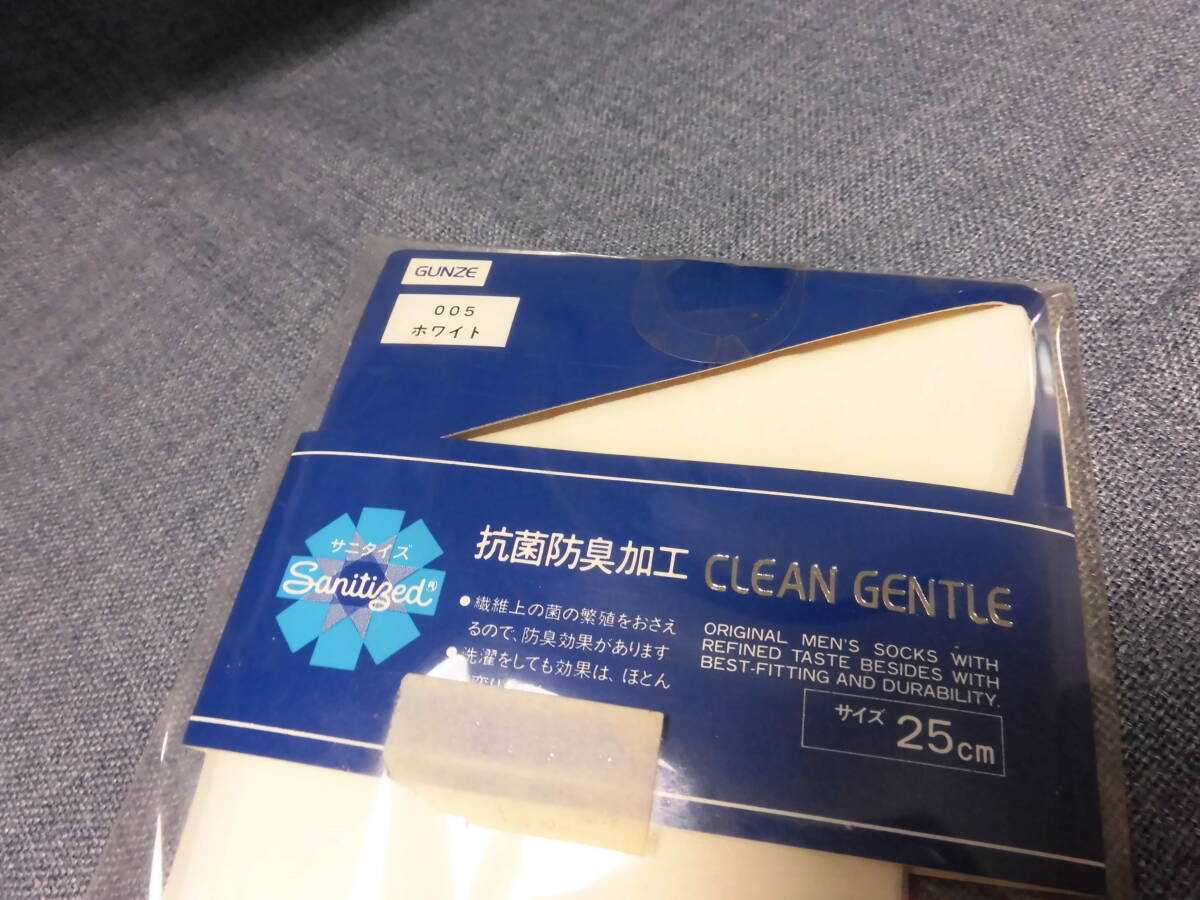 GUNZE
005
ホワイト
サニタイズ
Sanitized®
抗菌防臭加工
CLEAN GENTLE
●繊維上の菌の繁殖をおさえ
るので、防臭効果があります
●洗濯をしても効果は、ほとん
ORIGINAL MEN'S SOCKS WITH
REFINED TASTE BESIDES WITH
BEST-FITTING AND DURABILITY.
サイズ 25cm